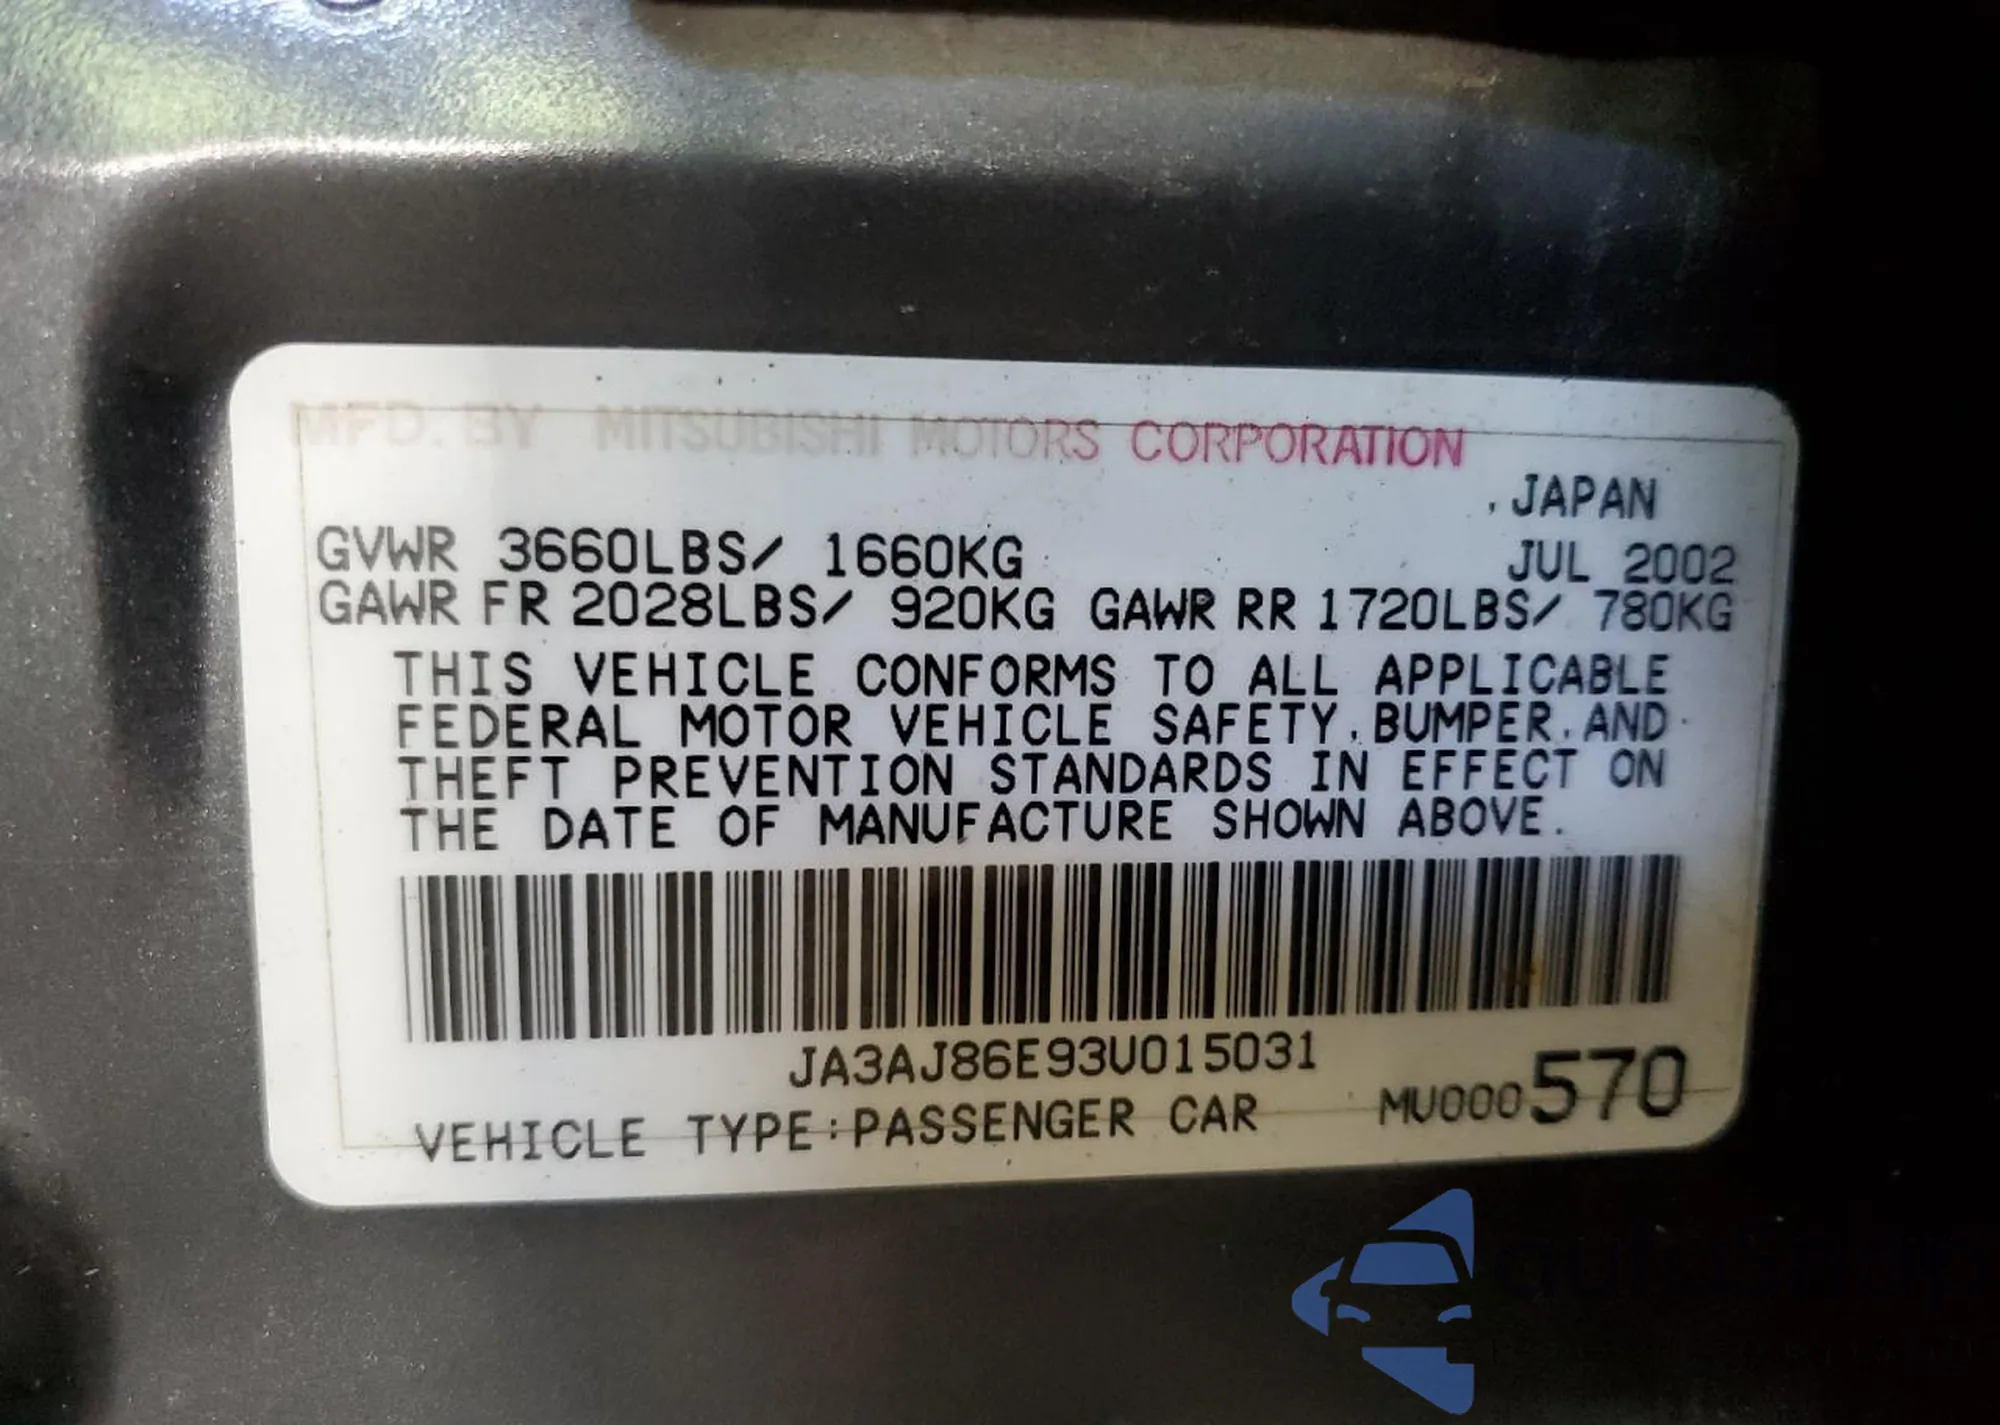 MFD. BY MITSUBISHI MOTORS CORPORATION
, JAPAN
GVWR 3660LBS/ 1660KG JUL 2002
GAWR FR 2028LBS/ 920KG GAWR RR 1720LBS/ 780KG
THIS VEHICLE CONFORMS TO ALL APPLICABLE
FEDERAL MOTOR VEHICLE SAFETY, BUMPER, AND
THEFT PREVENTION STANDARDS IN EFFECT ON
THE DATE OF MANUFACTURE SHOWN ABOVE.
JA3AJ86E93U015031
VEHICLE TYPE:PASSENGER CAR MU000570